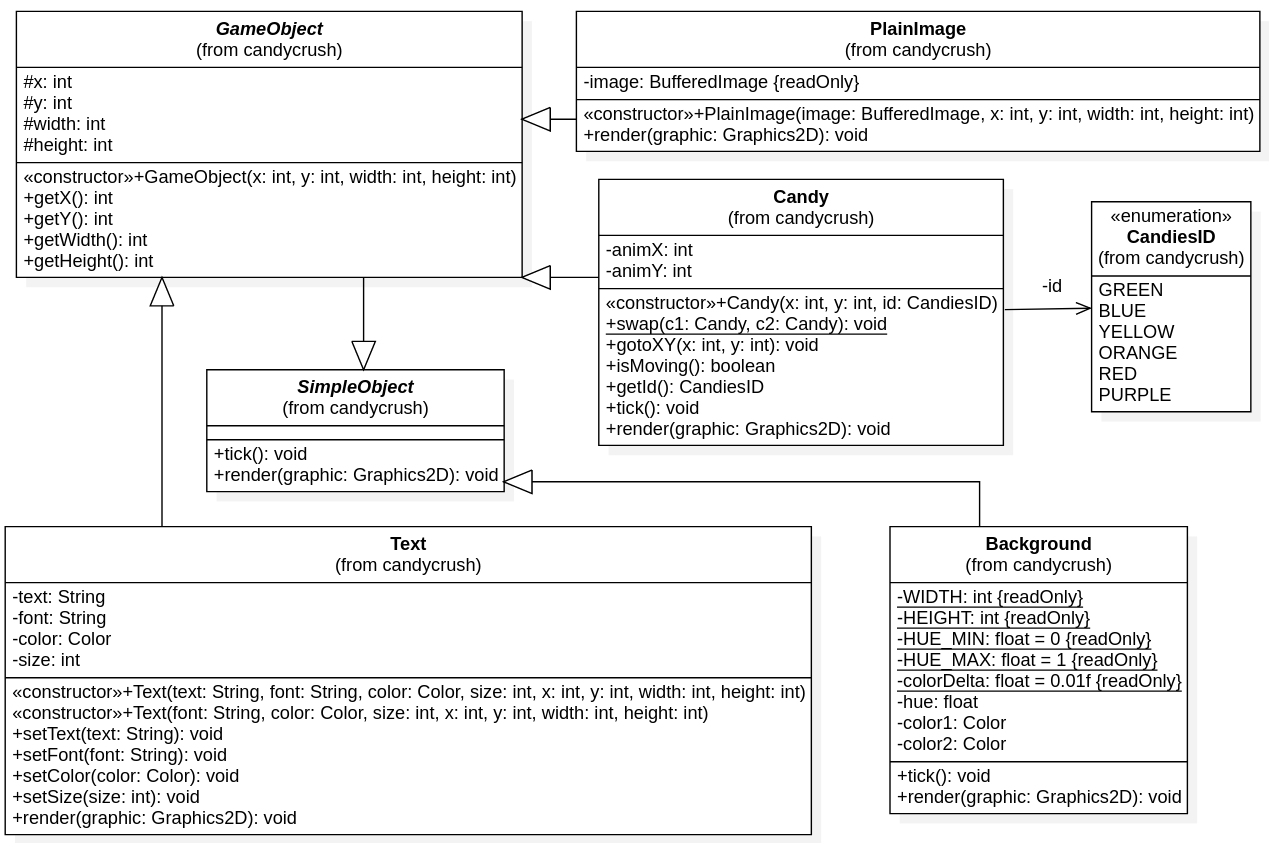 GameObject
(from candycrush)
#x: int
#y: int
#width: int
#height: int
«constructor»+GameObject(x: int, y: int, width: int, height: int)
+getX(): int
+getY(): int
+getWidth(): int
+getHeight(): int
PlainImage
(from candycrush)
-image: BufferedImage {readOnly}
«constructor»+PlainImage(image: BufferedImage, x: int, y: int, width: int, height: int)
+render(graphic: Graphics2D): void
Candy
(from candycrush)
-animX: int
-animY: int
«constructor»+Candy(x: int, y: int, id: CandiesID)
+swap(c1: Candy, c2: Candy): void
+gotoXY(x: int, y: int): void
+isMoving(): boolean
+getId(): CandiesID
+tick(): void
+render(graphic: Graphics2D): void
-id
«enumeration»
CandiesID
(from candycrush)
GREEN
BLUE
YELLOW
ORANGE
RED
PURPLE
SimpleObject
(from candycrush)
+tick(): void
+render(graphic: Graphics2D): void
Text
(from candycrush)
-text: String
-font: String
-color: Color
-size: int
«constructor»+Text(text: String, font: String, color: Color, size: int, x: int, y: int, width: int, height: int)
«constructor»+Text(font: String, color: Color, size: int, x: int, y: int, width: int, height: int)
+setText(text: String): void
+setFont(font: String): void
+setColor(color: Color): void
+setSize(size: int): void
+render(graphic: Graphics2D): void
Background
(from candycrush)
-WIDTH: int {readOnly}
-HEIGHT: int {readOnly}
-HUE_MIN: float = 0 {readOnly}
-HUE_MAX: float = 1 {readOnly}
-colorDelta: float = 0.01f {readOnly}
-hue: float
-color1: Color
-color2: Color
+tick(): void
+render(graphic: Graphics2D): void